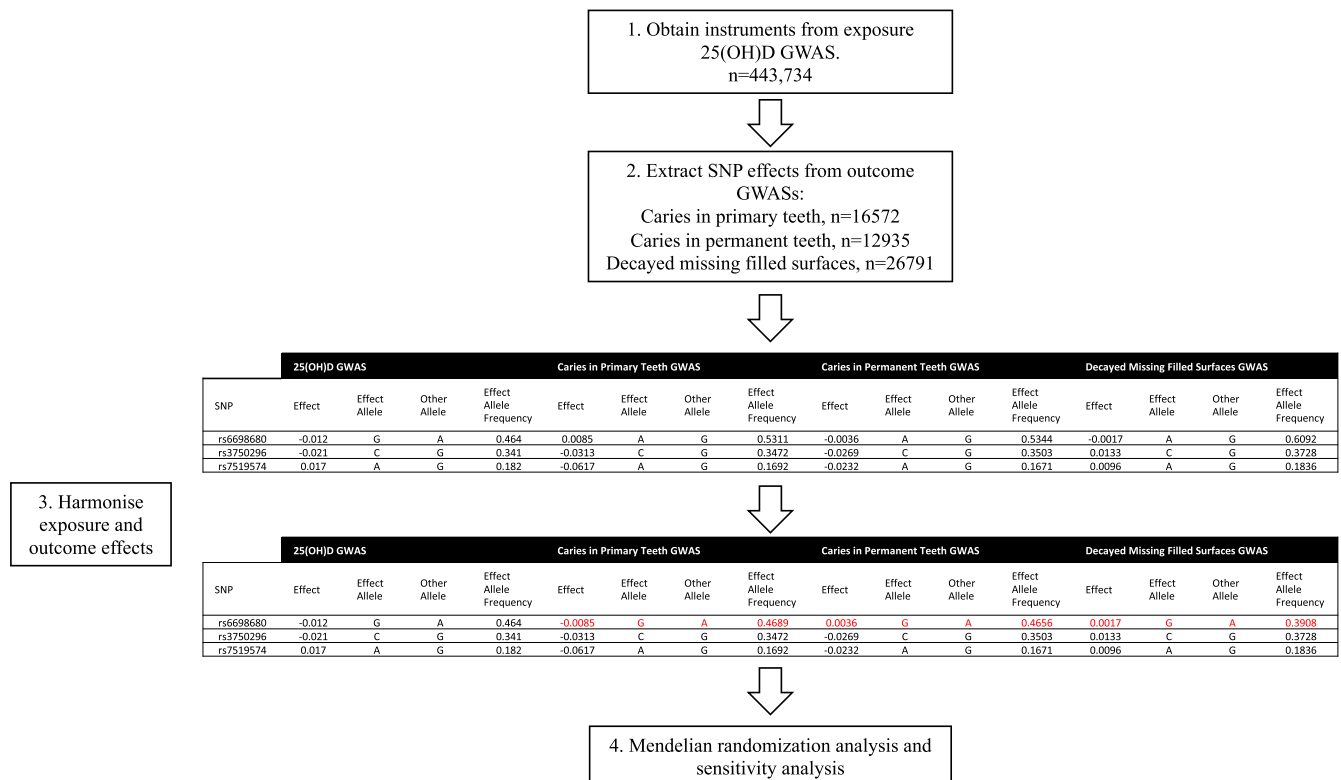 1. Obtain instruments from exposure
25(OH)D GWAS.
n=443,734
2. Extract SNP effects from outcome
GWASs:
Caries in primary teeth, n=16572
Caries in permanent teeth, n=12935
Decayed missing filled surfaces, n=26791
25(OH)D GWAS Caries in Primary Teeth GWAS Caries in Permanent Teeth GWAS Decayed Missing Filled Surfaces GWAS
SNP Effect Effect Allele Other Allele Effect Allele Frequency Effect Effect Allele Other Allele Effect Allele Frequency Effect Effect Allele Other Allele Effect Allele Frequency Effect Effect Allele Other Allele Effect Allele Frequency
rs6698680 -0.012 G A 0.464 0.0085 A G 0.5311 -0.0036 A G 0.5344 -0.0017 A G 0.6092
rs3750296 -0.021 C G 0.341 -0.0313 C G 0.3472 -0.0269 C G 0.3503 0.0133 C G 0.3728
rs7519574 0.017 A G 0.182 -0.0617 A G 0.1692 -0.0232 A G 0.1671 0.0096 A G 0.1836
3. Harmonise
exposure and
outcome effects
25(OH)D GWAS Caries in Primary Teeth GWAS Caries in Permanent Teeth GWAS Decayed Missing Filled Surfaces GWAS
SNP Effect Effect Allele Other Allele Effect Allele Frequency Effect Effect Allele Other Allele Effect Allele Frequency Effect Effect Allele Other Allele Effect Allele Frequency Effect Effect Allele Other Allele Effect Allele Frequency
rs6698680 -0.012 G A 0.464 -0.0085 G A 0.4689 0.0036 G A 0.4656 0.0017 G A 0.3908
rs3750296 -0.021 C G 0.341 -0.0313 C G 0.3472 -0.0269 C G 0.3503 0.0133 C G 0.3728
rs7519574 0.017 A G 0.182 -0.0617 A G 0.1692 -0.0232 A G 0.1671 0.0096 A G 0.1836
4. Mendelian randomization analysis and
sensitivity analysis